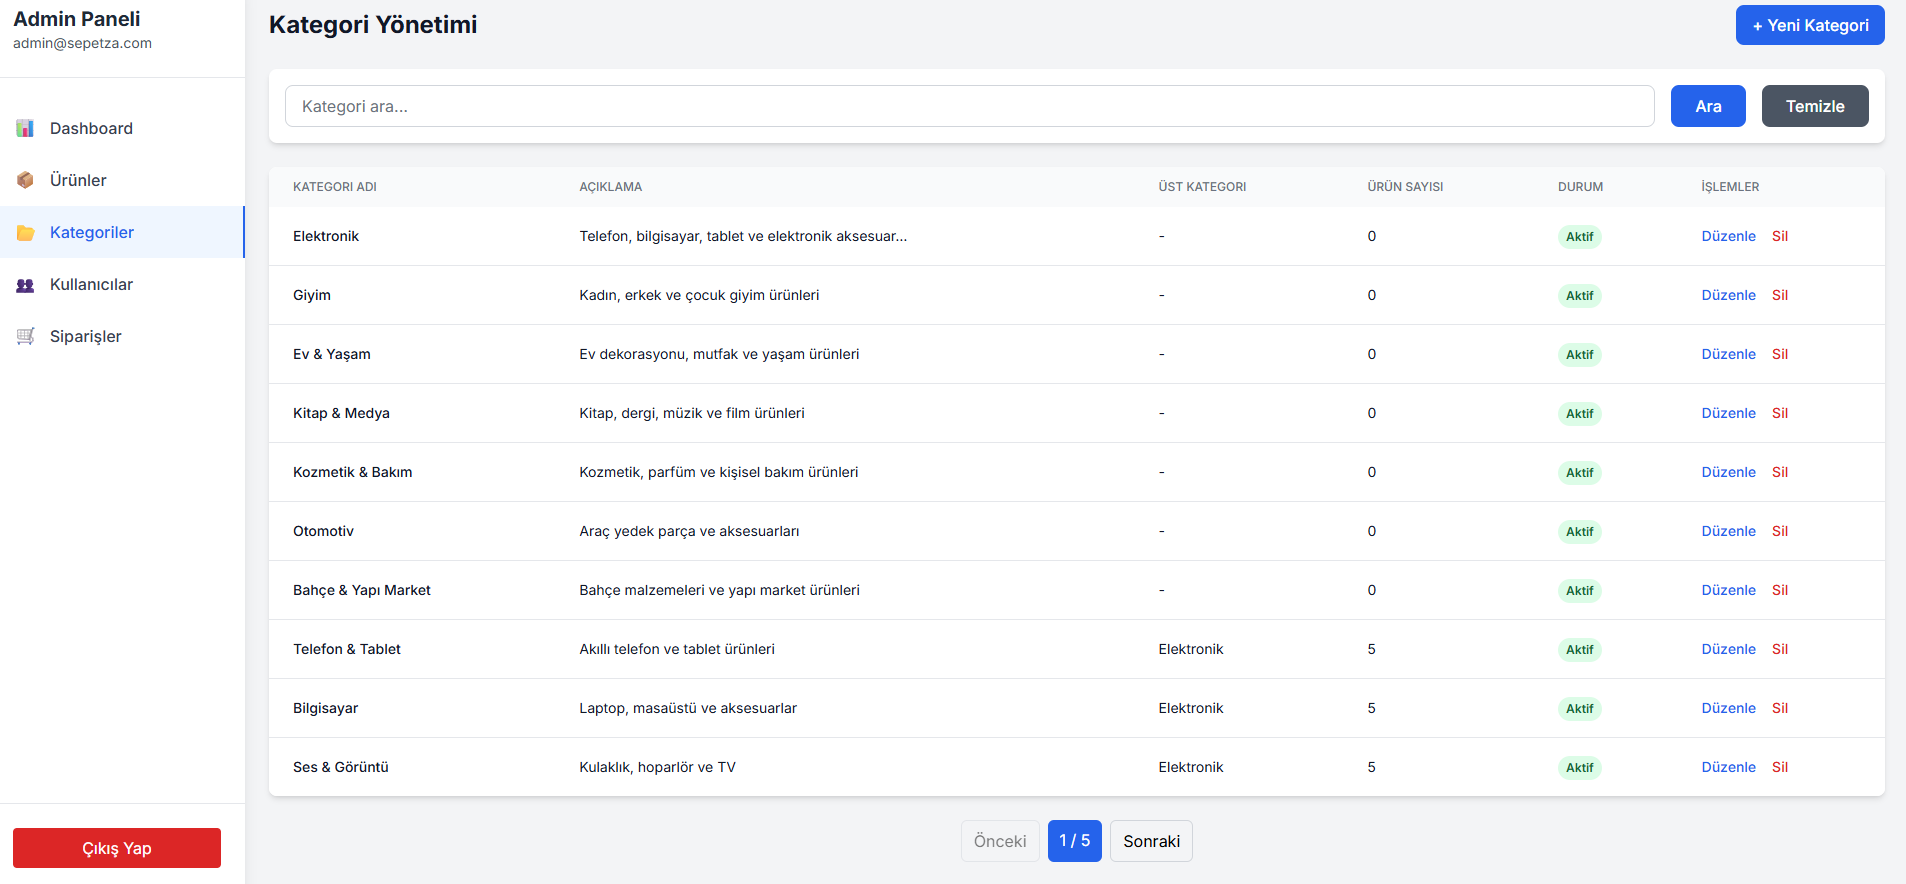 Admin Paneli
admin@sepetza.com
Dashboard
Ürünler
Kategoriler
Kullanıcılar
Siparişler
Çıkış Yap
Kategori Yönetimi
+ Yeni Kategori
Kategori ara...
Ara
Temizle
KATEGORI ADI AÇIKLAMA ÜST KATEGORI ÜRÜN SAYISI DURUM İŞLEMLER
Elektronik Telefon, bilgisayar, tablet ve elektronik aksesuar... - 0 Aktif Düzenle Sil
Giyim Kadın, erkek ve çocuk giyim ürünleri - 0 Aktif Düzenle Sil
Ev & Yaşam Ev dekorasyonu, mutfak ve yaşam ürünleri - 0 Aktif Düzenle Sil
Kitap & Medya Kitap, dergi, müzik ve film ürünleri - 0 Aktif Düzenle Sil
Kozmetik & Bakım Kozmetik, parfüm ve kişisel bakım ürünleri - 0 Aktif Düzenle Sil
Otomotiv Araç yedek parça ve aksesuarları - 0 Aktif Düzenle Sil
Bahçe & Yapı Market Bahçe malzemeleri ve yapı market ürünleri - 0 Aktif Düzenle Sil
Telefon & Tablet Akıllı telefon ve tablet ürünleri Elektronik 5 Aktif Düzenle Sil
Bilgisayar Laptop, masaüstü ve aksesuarlar Elektronik 5 Aktif Düzenle Sil
Ses & Görüntü Kulaklık, hoparlör ve TV Elektronik 5 Aktif Düzenle Sil
Önceki 1 / 5 Sonraki